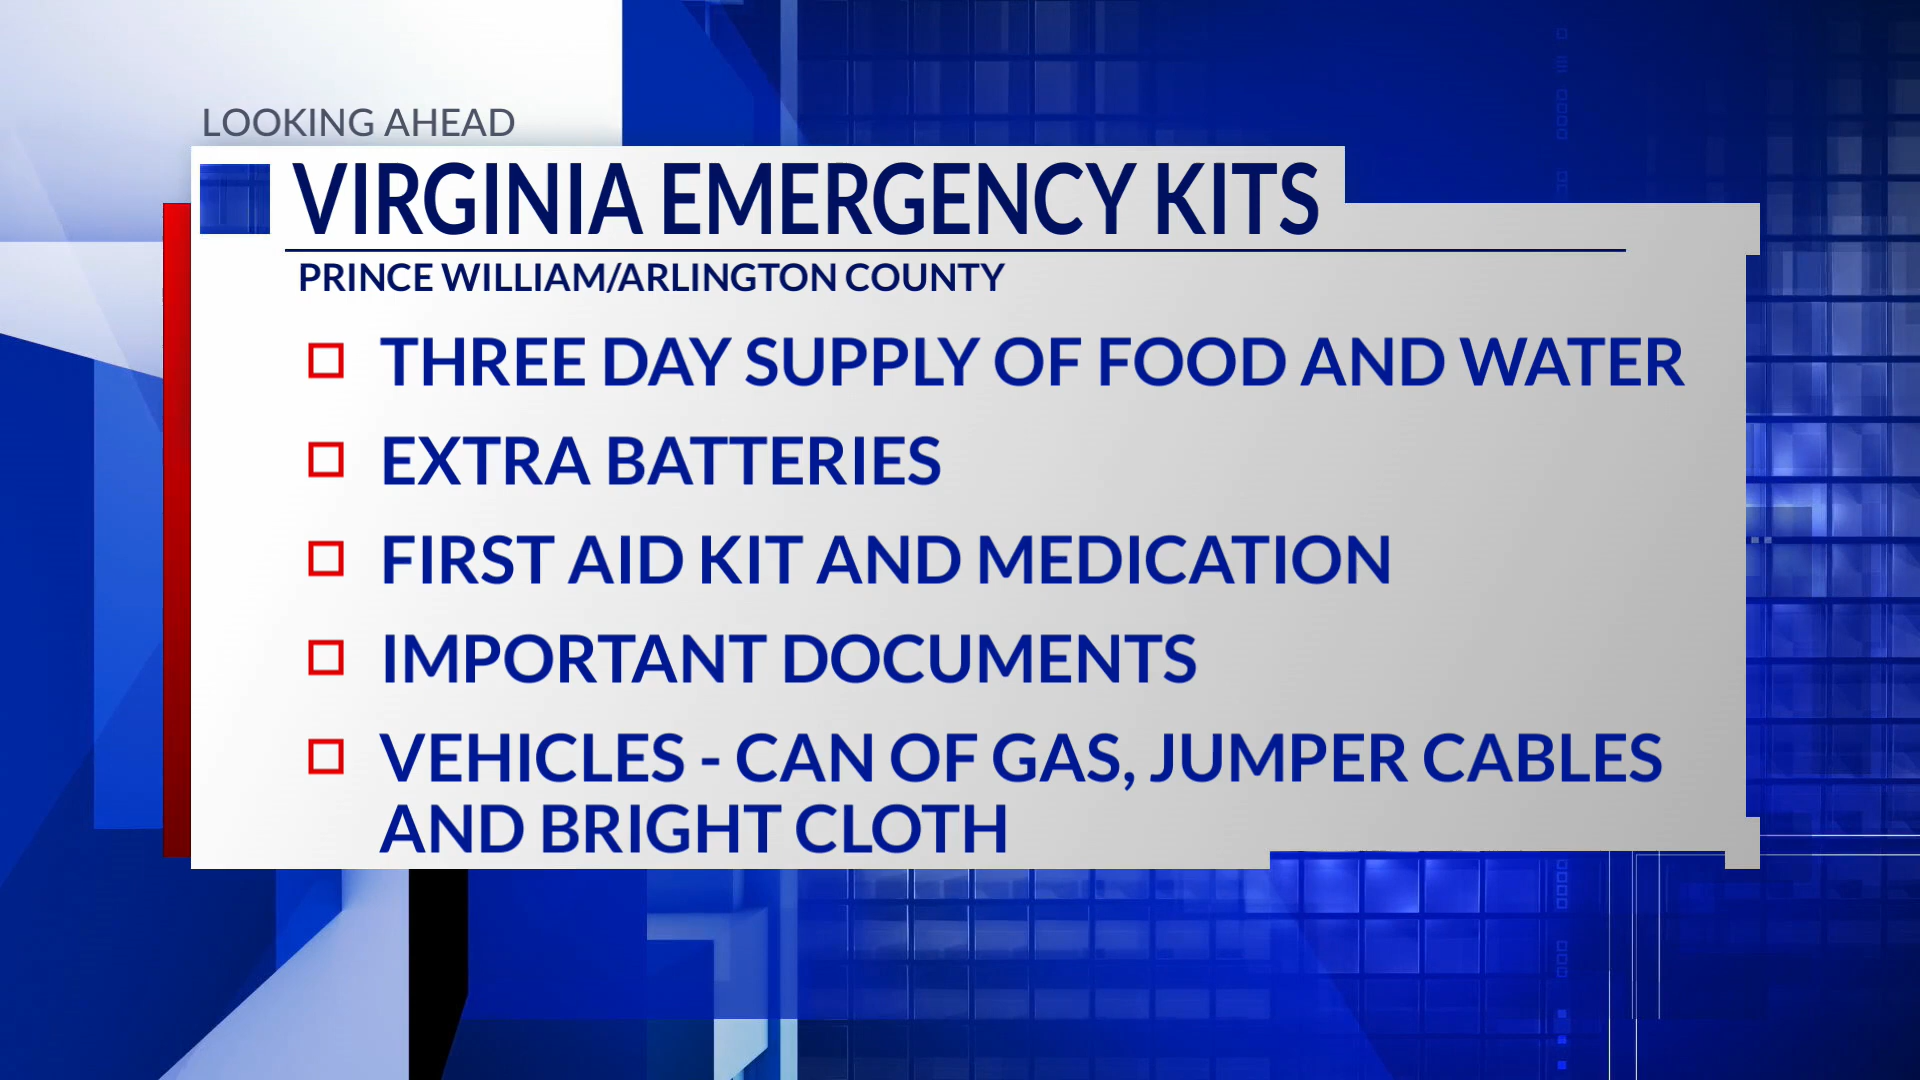 LOOKING AHEAD
VIRGINIA EMERGENCY KITS
PRINCE WILLIAM/ARLINGTON COUNTY
THREE DAY SUPPLY OF FOOD AND WATER
EXTRA BATTERIES
FIRST AID KIT AND MEDICATION
IMPORTANT DOCUMENTS
VEHICLES - CAN OF GAS, JUMPER CABLES
AND BRIGHT CLOTH